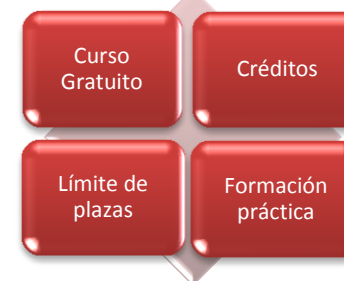 Curso
Gratuito
Créditos
Límite de
plazas
Formación
práctica